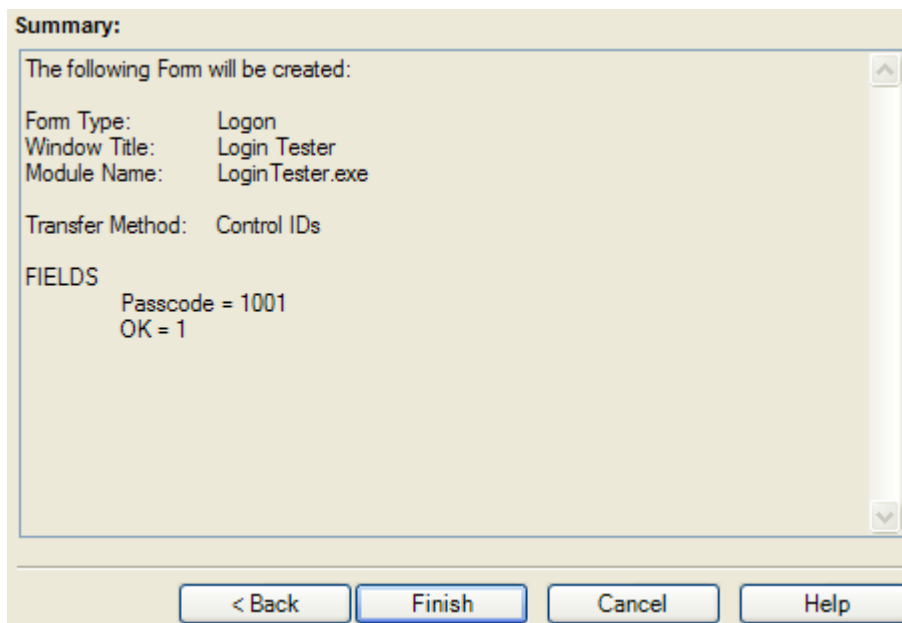 Summary:
The following Form will be created:
Form Type: Logon
Window Title: Login Tester
Module Name: LoginTester.exe
Transfer Method: Control IDs
FIELDS
Passcode = 1001
OK = 1
< Back Finish Cancel Help